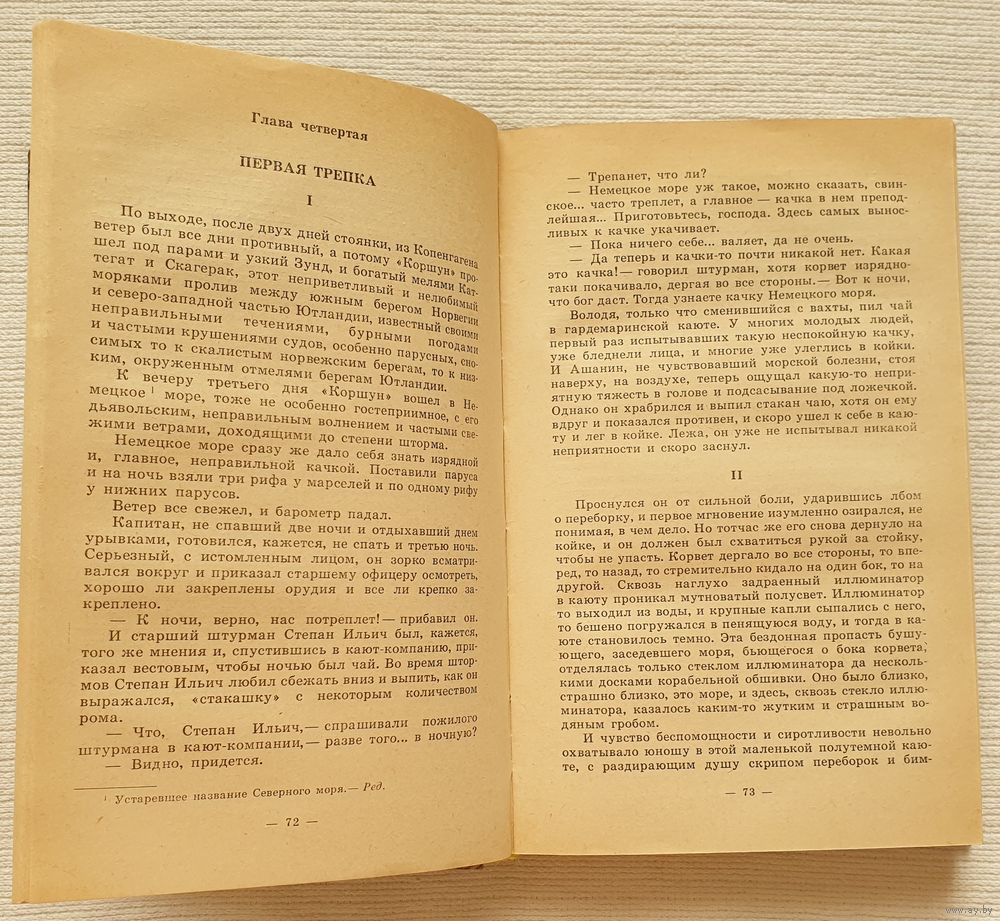 Глава четвертая
ПЕРВАЯ ТРЕПКА
I
По выходе, после двух дней стоянки, из Копенгагена
ветер был все дни противный, а потому «Коршун» про-
шел под парами и узкий Зунд, и богатый мелями Кат-
тегат и Скагерак, этот неприветливый и нелюбимый
моряками пролив между южным берегом Норвегии
и северо-западной частью Ютландии, известный своими
неправильными течениями, бурными погодами
и частыми крушениями судов, особенно парусных, сно-
симых то к скалистым норвежским берегам, то к низ-
ким, окруженным отмелями берегам Ютландии.
К вечеру третьего дня «Коршун» вошел в Не-
мецкое ¹ море, тоже не особенно гостеприимное, с его
дьявольским, неправильным волнением и частыми све-
жими ветрами, доходящими до степени шторма.
Немецкое море сразу же дало себя знать изрядной
и, главное, неправильной качкой. Поставили паруса
и на ночь взяли три рифа у марселей и по одному рифу
у нижних парусов.
Ветер все свежел, и барометр падал.
Капитан, не спавший две ночи и отдыхавший днем
урывками, готовился, кажется, не спать и третью ночь.
Серьезный, с истомленным лицом, он зорко всматри-
вался вокруг и приказал старшему офицеру осмотреть,
хорошо ли закреплены орудия и все ли крепко за-
креплено.
— К ночи, верно, нас потреплет! — прибавил он.
И старший штурман Степан Ильич был, кажется,
того же мнения и, спустившись в кают-компанию, при-
казал вестовым, чтобы ночью был чай. Во время штор-
мов Степан Ильич любил сбежать вниз и выпить, как он
выражался, «стакашку» с некоторым количеством
рома.
— Что, Степан Ильич,— спрашивали пожилого
штурмана в кают-компании,— разве того... в ночную?
— Видно, придется.
¹ Устаревшее название Северного моря.— Ред.
— 72 —
— Трепанет, что ли?
— Немецкое море уж такое, можно сказать, свин-
ское... часто треплет, а главное — качка в нем препод-
лейшая... Приготовьтесь, господа. Здесь самых вынос-
ливых к качке укачивает.
— Пока ничего себе... валяет, да не очень.
— Да теперь и качки-то почти никакой нет. Какая
это качка!— говорил штурман, хотя корвет изрядно-
таки покачивало, дергая во все стороны.— Вот к ночи,
что бог даст. Тогда узнаете качку Немецкого моря.
Володя, только что сменившийся с вахты, пил чай
в гардемаринской каюте. У многих молодых людей,
первый раз испытывавших такую неспокойную качку,
уже бледнели лица, и многие уже улеглись в койки.
И Ашанин, не чувствовавший морской болезни, стоя
наверху, на воздухе, теперь ощущал какую-то непри-
ятную тяжесть в голове и подсасывание под ложечкой.
Однако он храбрился и выпил стакан чаю, хотя он ему
вдруг и показался противен, и скоро ушел к себе в каю-
ту и лег в койке. Лежа, он уже не испытывал никакой
неприятности и скоро заснул.
II
Проснулся он от сильной боли, ударившись лбом
о переборку, и первое мгновение изумленно озирался, не
понимая, в чем дело. Но тотчас же его снова дернуло на
койке, и он должен был схватиться рукой за стойку,
чтобы не упасть. Корвет дергало во все стороны, то впе-
ред, то назад, то стремительно кидало на один бок, то на
другой. Сквозь наглухо задраенный иллюминатор
в каюту проникал мутноватый полусвет. Иллюминатор
то выходил из воды, и крупные капли сыпались с него,
то бешено погружался в пенящуюся воду, и тогда в ка-
юте становилось темно. Эта бездонная пропасть бушу-
ющего, заседевшего моря, бьющегося о бока корвета,
отделялась только стеклом иллюминатора да несколь-
кими досками корабельной обшивки. Оно было близко,
страшно близко, это море, и здесь, сквозь стекло иллю-
минатора, казалось каким-то жутким и страшным во-
дяным гробом.
И чувство беспомощности и сиротливости невольно
охватывало юношу в этой маленькой полутемной каю-
те, с раздирающим душу скрипом переборок и бим-
— 73 —
www.ay.by